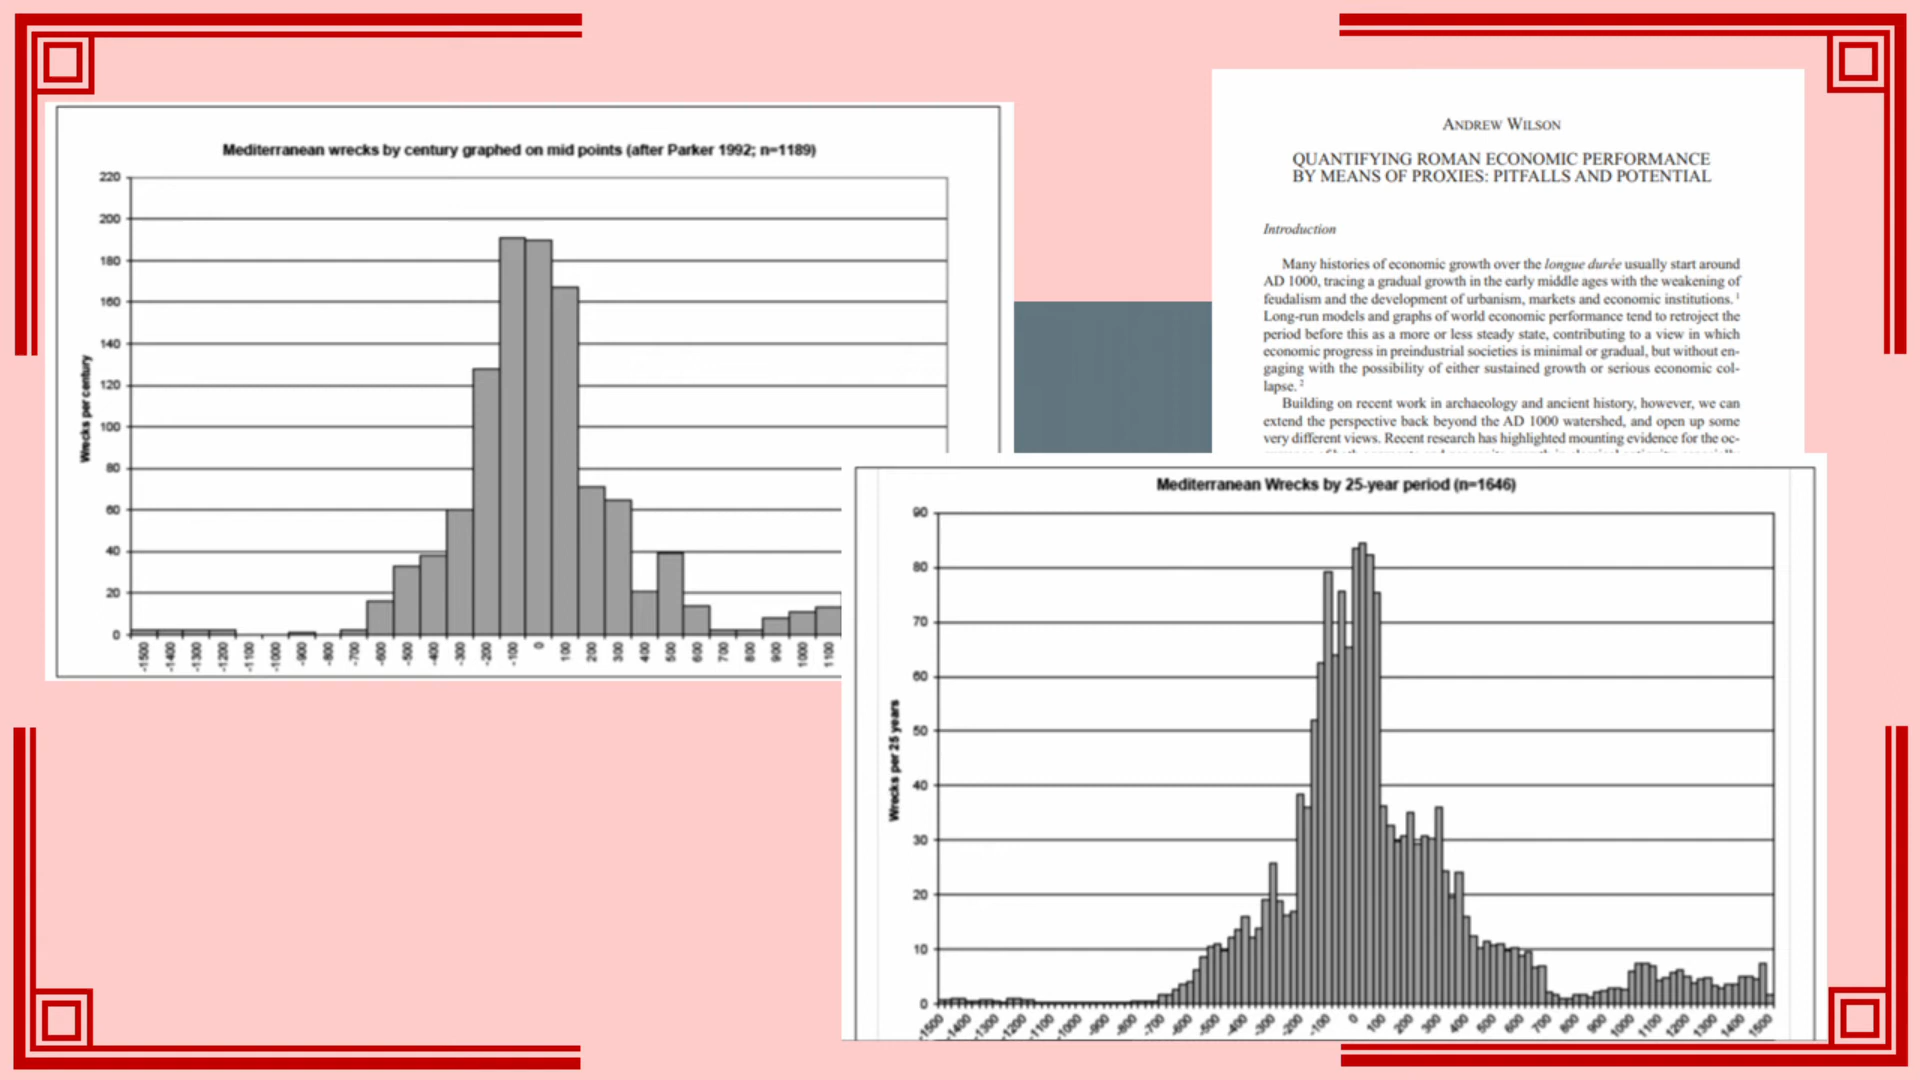 Mediterranean wrecks by century graphed on mid points (after Parker 1992; n=1189)
220
200
180
160
140
120
100
80
60
40
20
0
Wrecks per century
-1500 -1400 -1300 -1200 -1100 -1000 -900 -800 -700 -600 -500 -400 -300 -200 -100 0 100 200 300 400 500 600 700 800 900 1000 1100
ANDREW WILSON
QUANTIFYING ROMAN ECONOMIC PERFORMANCE
BY MEANS OF PROXIES: PITFALLS AND POTENTIAL
Introduction
Many histories of economic growth over the longue durée usually start around
AD 1000, tracing a gradual growth in the early middle ages with the weakening of
feudalism and the development of urbanism, markets and economic institutions. 1
Long-run models and graphs of world economic performance tend to retroject the
period before this as a more or less steady state, contributing to a view in which
economic progress in preindustrial societies is minimal or gradual, but without en-
gaging with the possibility of either sustained growth or serious economic col-
lapse. 2
Building on recent work in archaeology and ancient history, however, we can
extend the perspective back beyond the AD 1000 watershed, and open up some
very different views. Recent research has highlighted mounting evidence for the oc-
Mediterranean Wrecks by 25-year period (n=1646)
90
80
70
60
50
40
30
20
10
0
Wrecks per 25 years
-1500 -1400 -1300 -1200 -1100 -1000 -900 -800 -700 -600 -500 -400 -300 -200 -100 0 100 200 300 400 500 600 700 800 900 1000 1100 1200 1300 1400 1500